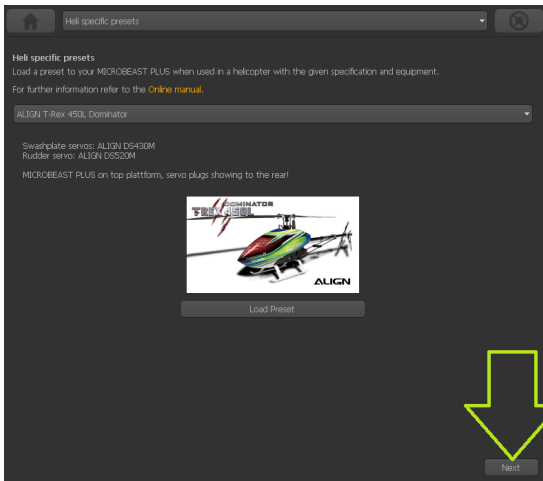 Heli specific presets
Heli specific presets
Load a preset to your MICROBEAST PLUS when used in a helicopter with the given specification and equipment.
For further information refer to the Online manual.
ALIGN T-Rex 450L Dominator
Swashplate servos: ALIGN DS430M
Rudder servo: ALIGN DS520M
MICROBEAST PLUS on top plattform, servo plugs showing to the rear!
DOMINATOR
T-REX 450L
ALIGN
Load Preset
Next